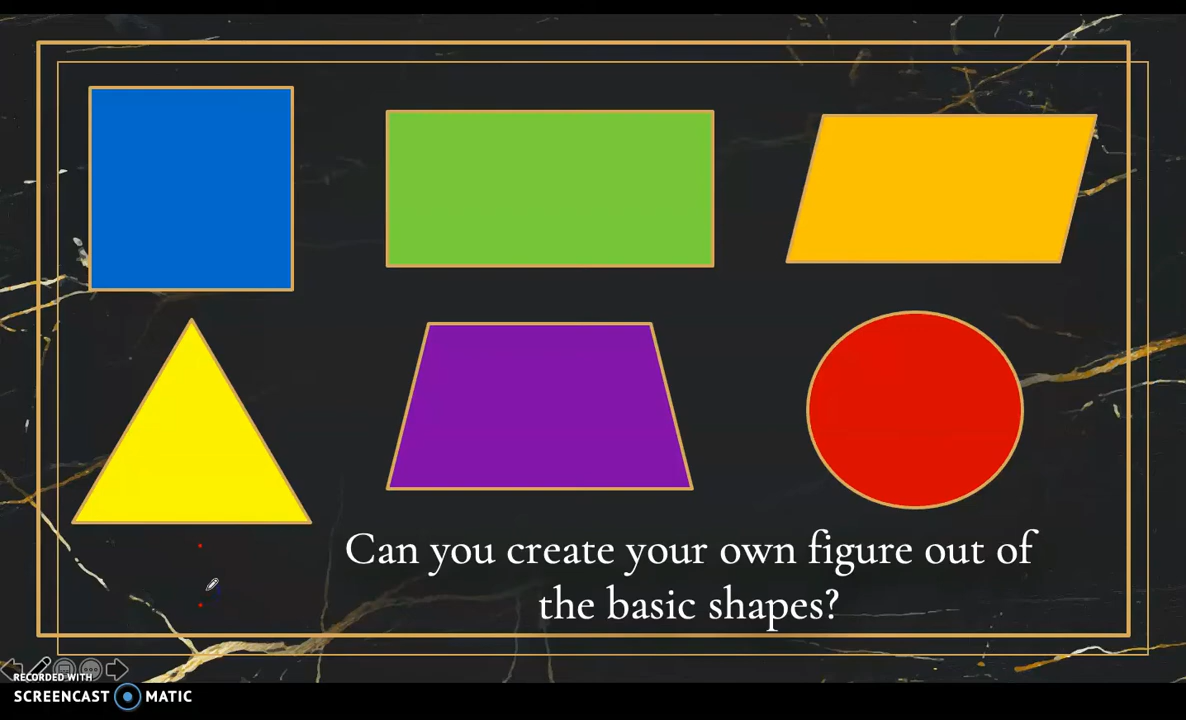 Can you create your own figure out of
the basic shapes?
RECORDED WITH
SCREENCAST MATIC